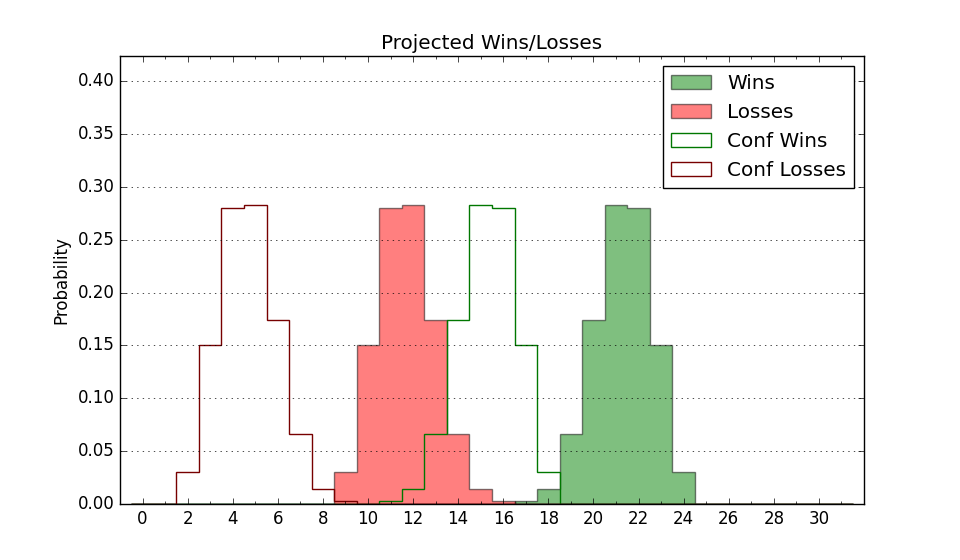 Projected Wins/Losses
Probability
0.40
0.35
0.30
0.25
0.20
0.15
0.10
0.05
0.00
0 2 4 6 8 10 12 14 16 18 20 22 24 26 28 30
Wins
Losses
Conf Wins
Conf Losses